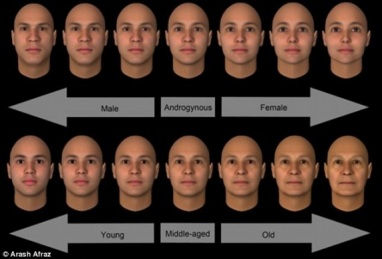 Male Androgynous Female
Young Middle-aged Old
© Arash Afraz